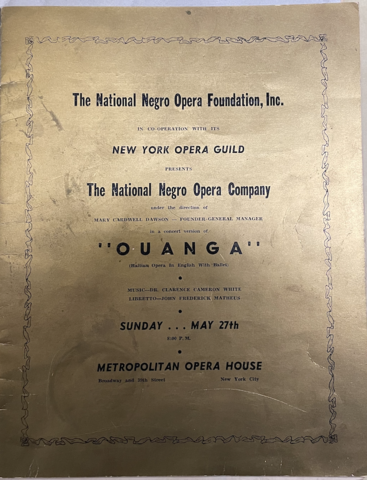 The National Negro Opera Foundation, Inc.
IN CO-OPERATION WITH ITS
NEW YORK OPERA GUILD
PRESENTS
The National Negro Opera Company
under the direction of
MARY CARDWELL DAWSON — FOUNDER-GENERAL MANAGER
in a concert version of
"OUANGA"
(Haitian Opera In English With Ballet)
MUSIC—DR. CLARENCE CAMERON WHITE
LIBRETTO—JOHN FREDERICK MATHEUS
SUNDAY . . . MAY 27th
P.M.
METROPOLITAN OPERA HOUSE
Broadway and Street New York City